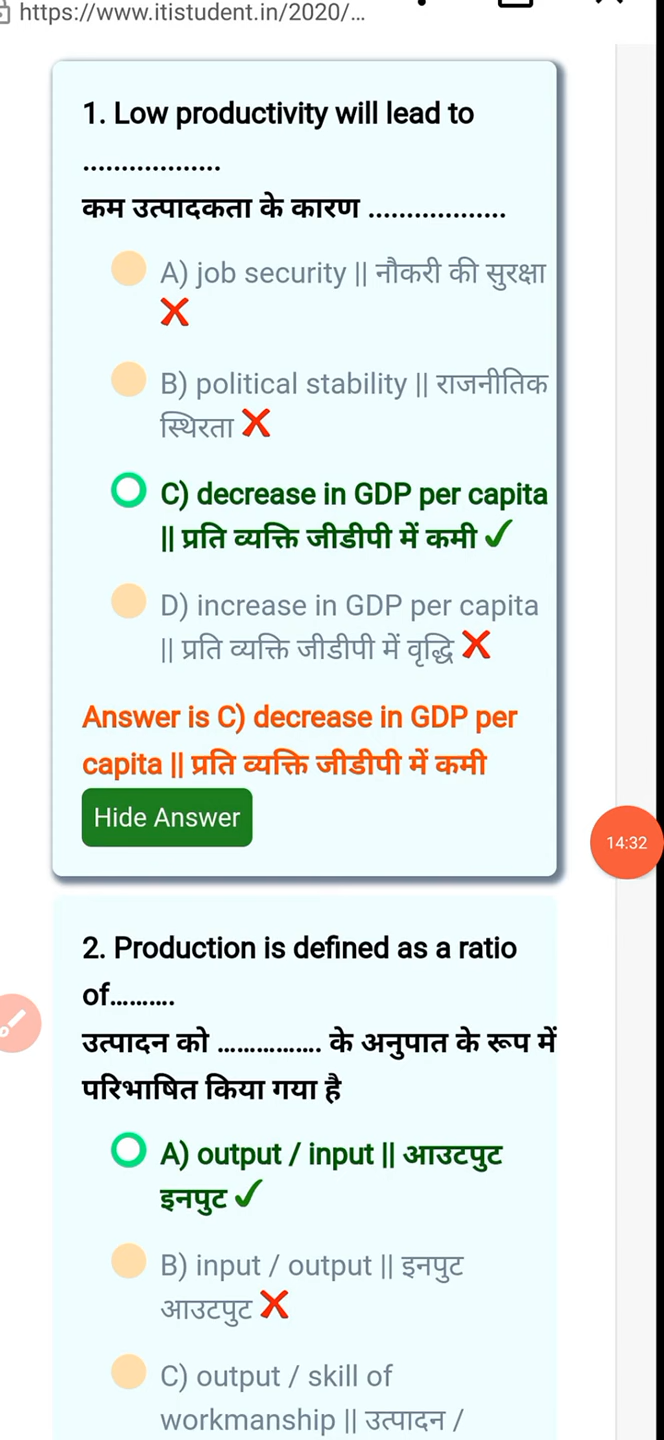 https://www.itistudent.in/2020/...
1. Low productivity will lead to
..................
कम उत्पादकता के कारण ..................
A) job security || नौकरी की सुरक्षा
❌
B) political stability || राजनीतिक
स्थिरता ❌
C) decrease in GDP per capita
|| प्रति व्यक्ति जीडीपी में कमी ✓
D) increase in GDP per capita
|| प्रति व्यक्ति जीडीपी में वृद्धि ❌
Answer is C) decrease in GDP per
capita || प्रति व्यक्ति जीडीपी में कमी
Hide Answer
14:32
2. Production is defined as a ratio
of..........
उत्पादन को ................ के अनुपात के रूप में
परिभाषित किया गया है
A) output / input || आउटपुट
इनपुट ✓
B) input / output || इनपुट
आउटपुट ❌
C) output / skill of
workmanship || उत्पादन /